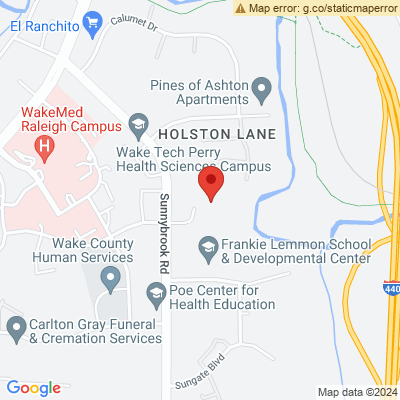 Map error: g.co/staticmaperror
Calumet Dr
El Ranchito
Pines of Ashton
Apartments
WakeMed
Raleigh Campus
H
HOLSTON LANE
Wake Tech Perry
Health Sciences Campus
Sunnybrook Rd
Wake County
Human Services
Frankie Lemmon School
& Developmental Center
Poe Center for
Health Education
440
Carlton Gray Funeral
& Cremation Services
Sungate Blvd
Google
Map data ©2024